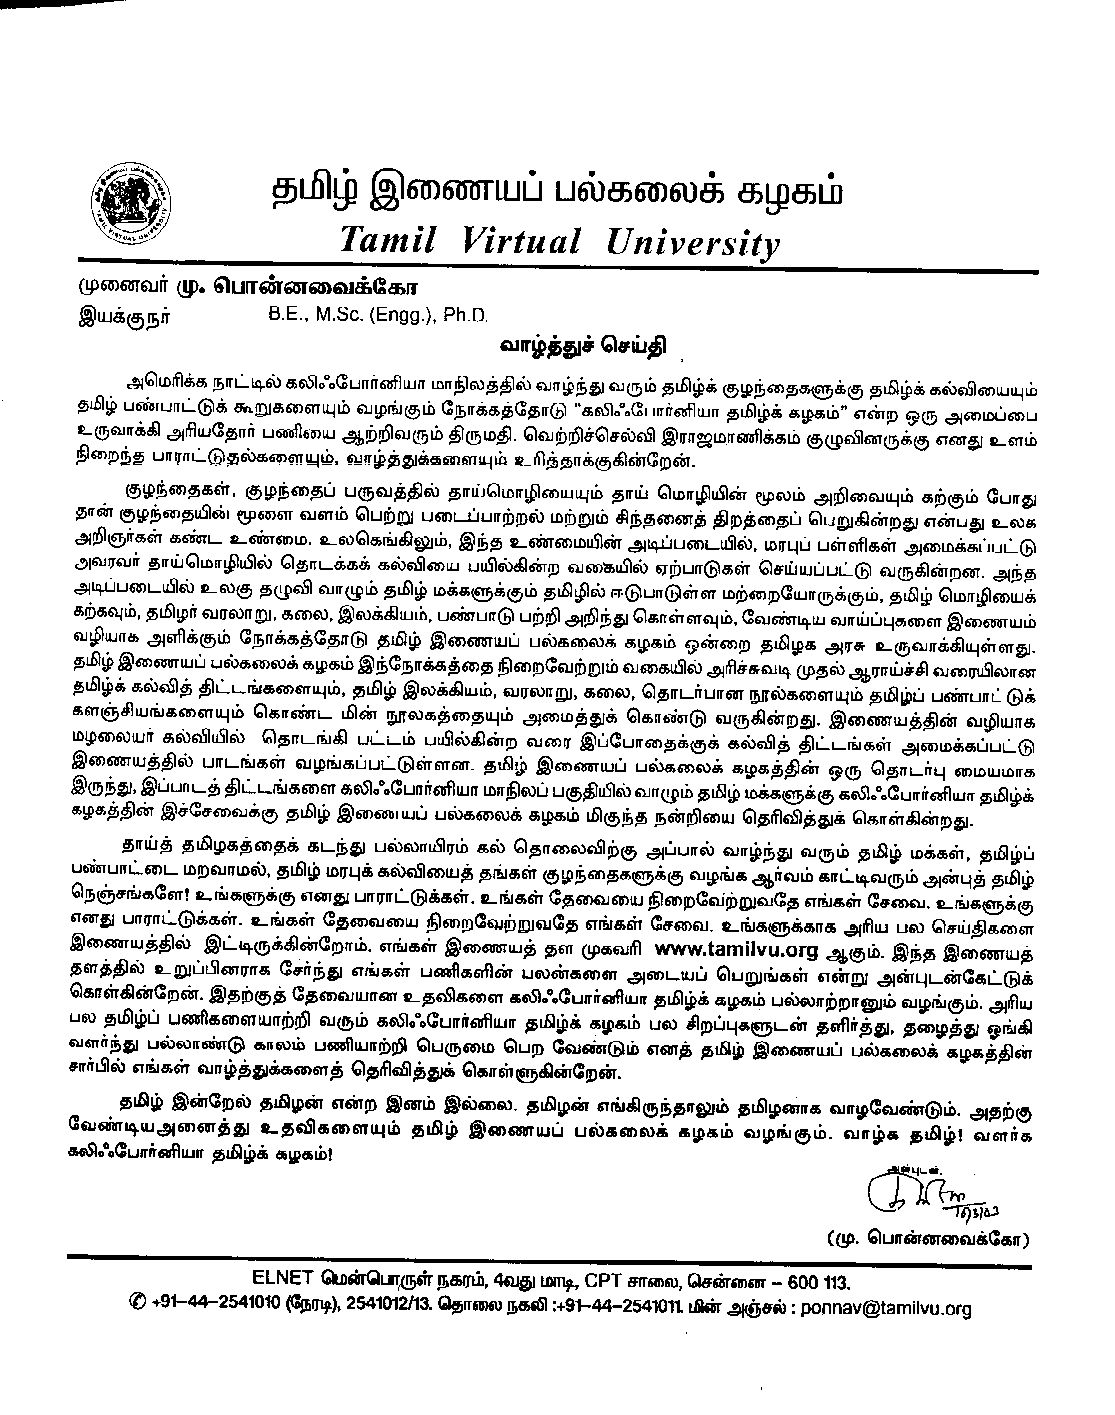 தமிழ் இணையப் பல்கலைக் கழகம்
TAMIL VIRTUAL UNIVERSITY
Tamil Virtual University
முனைவர் மு. பொன்னவைக்கோ
இயக்குநர் B.E., M.Sc. (Engg.), Ph.D.
வாழ்த்துச் செய்தி
அமெரிக்க நாட்டில் கலிஃபோர்னியா மாநிலத்தில் வாழ்ந்து வரும் தமிழ்க் குழந்தைகளுக்கு தமிழ்க் கல்வியையும்
தமிழ் பண்பாட்டுக் கூறுகளையும் வழங்கும் நோக்கத்தோடு "கலிஃபோர்னியா தமிழ்க் கழகம்" என்ற ஒரு அமைப்பை
உருவாக்கி அரியதோர் பணியை ஆற்றிவரும் திருமதி. வெற்றிச்செல்வி இராஜமாணிக்கம் குழுவினருக்கு எனது உளம்
நிறைந்த பாராட்டுதல்களையும், வாழ்த்துக்களையும் உரித்தாக்குகின்றேன்.
குழந்தைகள், குழந்தைப் பருவத்தில் தாய்மொழியையும் தாய் மொழியின் மூலம் அறிவையும் கற்கும் போது
தான் குழந்தையின் மூளை வளம் பெற்று படைப்பாற்றல் மற்றும் சிந்தனைத் திறத்தைப் பெறுகின்றது என்பது உலக
அறிஞர்கள் கண்ட உண்மை. உலகெங்கிலும், இந்த உண்மையின் அடிப்படையில், மரபுப் பள்ளிகள் அமைக்கப்பட்டு
அவரவர் தாய்மொழியில் தொடக்கக் கல்வியை பயில்கின்ற வகையில் ஏற்பாடுகள் செய்யப்பட்டு வருகின்றன. அந்த
அடிப்படையில் உலகு தழுவி வாழும் தமிழ் மக்களுக்கும் தமிழில் ஈடுபாடுள்ள மற்றையோருக்கும், தமிழ் மொழியைக்
கற்கவும், தமிழர் வரலாறு, கலை, இலக்கியம், பண்பாடு பற்றி அறிந்து கொள்ளவும், வேண்டிய வாய்ப்புகளை இணையம்
வழியாக அளிக்கும் நோக்கத்தோடு தமிழ் இணையப் பல்கலைக் கழகம் ஒன்றை தமிழக அரசு உருவாக்கியுள்ளது.
தமிழ் இணையப் பல்கலைக் கழகம் இந்நோக்கத்தை நிறைவேற்றும் வகையில் அரிச்சுவடி முதல் ஆராய்ச்சி வரையிலான
தமிழ்க் கல்வித் திட்டங்களையும், தமிழ் இலக்கியம், வரலாறு, கலை, தொடர்பான நூல்களையும் தமிழ்ப் பண்பாட்டுக்
களஞ்சியங்களையும் கொண்ட மின் நூலகத்தையும் அமைத்துக் கொண்டு வருகின்றது. இணையத்தின் வழியாக
மழலையர் கல்வியில் தொடங்கி பட்டம் பயில்கின்ற வரை இப்போதைக்குக் கல்வித் திட்டங்கள் அமைக்கப்பட்டு
இணையத்தில் பாடங்கள் வழங்கப்பட்டுள்ளன. தமிழ் இணையப் பல்கலைக் கழகத்தின் ஒரு தொடர்பு மையமாக
இருந்து, இப்பாடத் திட்டங்களை கலிஃபோர்னியா மாநிலப் பகுதியில் வாழும் தமிழ் மக்களுக்கு கலிஃபோர்னியா தமிழ்க்
கழகத்தின் இச்சேவைக்கு தமிழ் இணையப் பல்கலைக் கழகம் மிகுந்த நன்றியை தெரிவித்துக் கொள்கின்றது.
தாய்த் தமிழகத்தைக் கடந்து பல்லாயிரம் கல் தொலைவிற்கு அப்பால் வாழ்ந்து வரும் தமிழ் மக்கள், தமிழ்ப்
பண்பாட்டை மறவாமல், தமிழ் மரபுக் கல்வியைத் தங்கள் குழந்தைகளுக்கு வழங்க ஆர்வம் காட்டிவரும் அன்புத் தமிழ்
நெஞ்சங்களே! உங்களுக்கு எனது பாராட்டுக்கள். உங்கள் தேவையை நிறைவேற்றுவதே எங்கள் சேவை. உங்களுக்கு
எனது பாராட்டுக்கள். உங்கள் தேவையை நிறைவேற்றுவதே எங்கள் சேவை. உங்களுக்காக அரிய பல செய்திகளை
இணையத்தில் இட்டிருக்கின்றோம். எங்கள் இணையத் தள முகவரி www.tamilvu.org ஆகும். இந்த இணையத்
தளத்தில் உறுப்பினராக சேர்ந்து எங்கள் பணிகளின் பலன்களை அடையப் பெறுங்கள் என்று அன்புடன்கேட்டுக்
கொள்கின்றேன். இதற்குத் தேவையான உதவிகளை கலிஃபோர்னியா தமிழ்க் கழகம் பல்லாற்றானும் வழங்கும். அரிய
பல தமிழ்ப் பணிகளையாற்றி வரும் கலிஃபோர்னியா தமிழ்க் கழகம் பல சிறப்புகளுடன் தளிர்த்து, தழைத்து ஓங்கி
வளர்ந்து பல்லாண்டு காலம் பணியாற்றி பெருமை பெற வேண்டும் எனத் தமிழ் இணையப் பல்கலைக் கழகத்தின்
சார்பில் எங்கள் வாழ்த்துக்களைத் தெரிவித்துக் கொள்ளுகின்றேன்.
தமிழ் இன்றேல் தமிழன் என்ற இனம் இல்லை. தமிழன் எங்கிருந்தாலும் தமிழனாக வாழவேண்டும். அதற்கு
வேண்டியஅனைத்து உதவிகளையும் தமிழ் இணையப் பல்கலைக் கழகம் வழங்கும். வாழ்க தமிழ்! வளர்க
கலிஃபோர்னியா தமிழ்க் கழகம்!
அன்புடன்,
(மு. பொன்னவைக்கோ)
ELNET மென்பொருள் நகரம், 4வது மாடி, CPT சாலை, சென்னை – 600 113.
✆ +91–44–2541010 (நேரடி), 2541012/13. தொலை நகலி :+91–44–2541011. மின் அஞ்சல் : ponnav@tamilvu.org